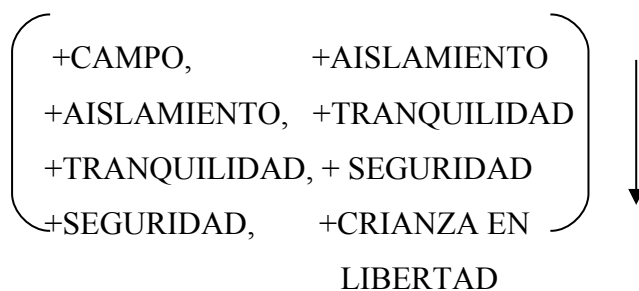 +CAMPO, +AISLAMIENTO
+AISLAMIENTO, +TRANQUILIDAD
+TRANQUILIDAD, + SEGURIDAD
+SEGURIDAD, +CRIANZA EN
LIBERTAD